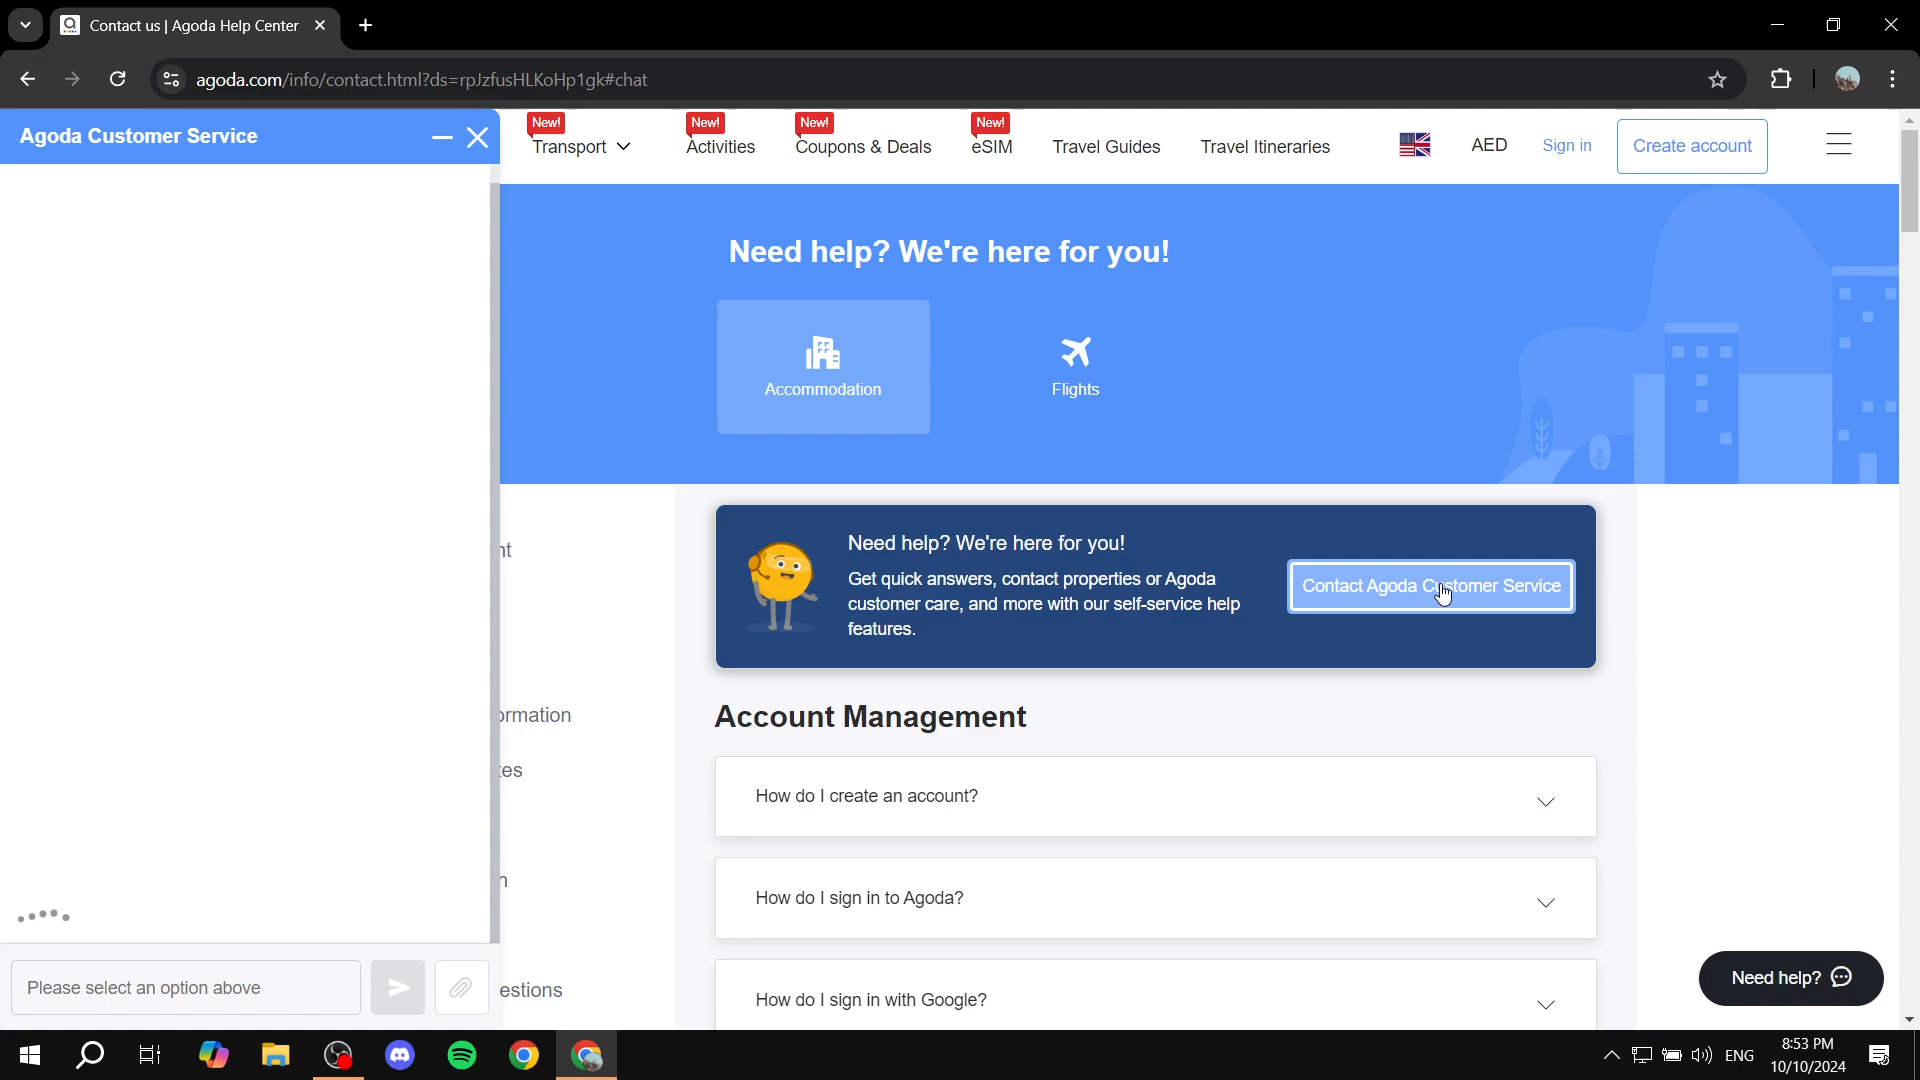 Contact us | Agoda Help Center
agoda.com/info/contact.html?ds=rpJzfusHLKoHp1gk#chat
Agoda Customer Service
New! New! New! New!
Transport Activities Coupons & Deals eSIM Travel Guides Travel Itineraries AED Sign in Create account
Need help? We're here for you!
Accommodation Flights
Need help? We're here for you!
Get quick answers, contact properties or Agoda
customer care, and more with our self-service help
features.
Contact Agoda Customer Service
nt
ormation
tes
n
estions
Account Management
How do I create an account?
How do I sign in to Agoda?
How do I sign in with Google?
Please select an option above
Need help?
ENG
8:53 PM
10/10/2024